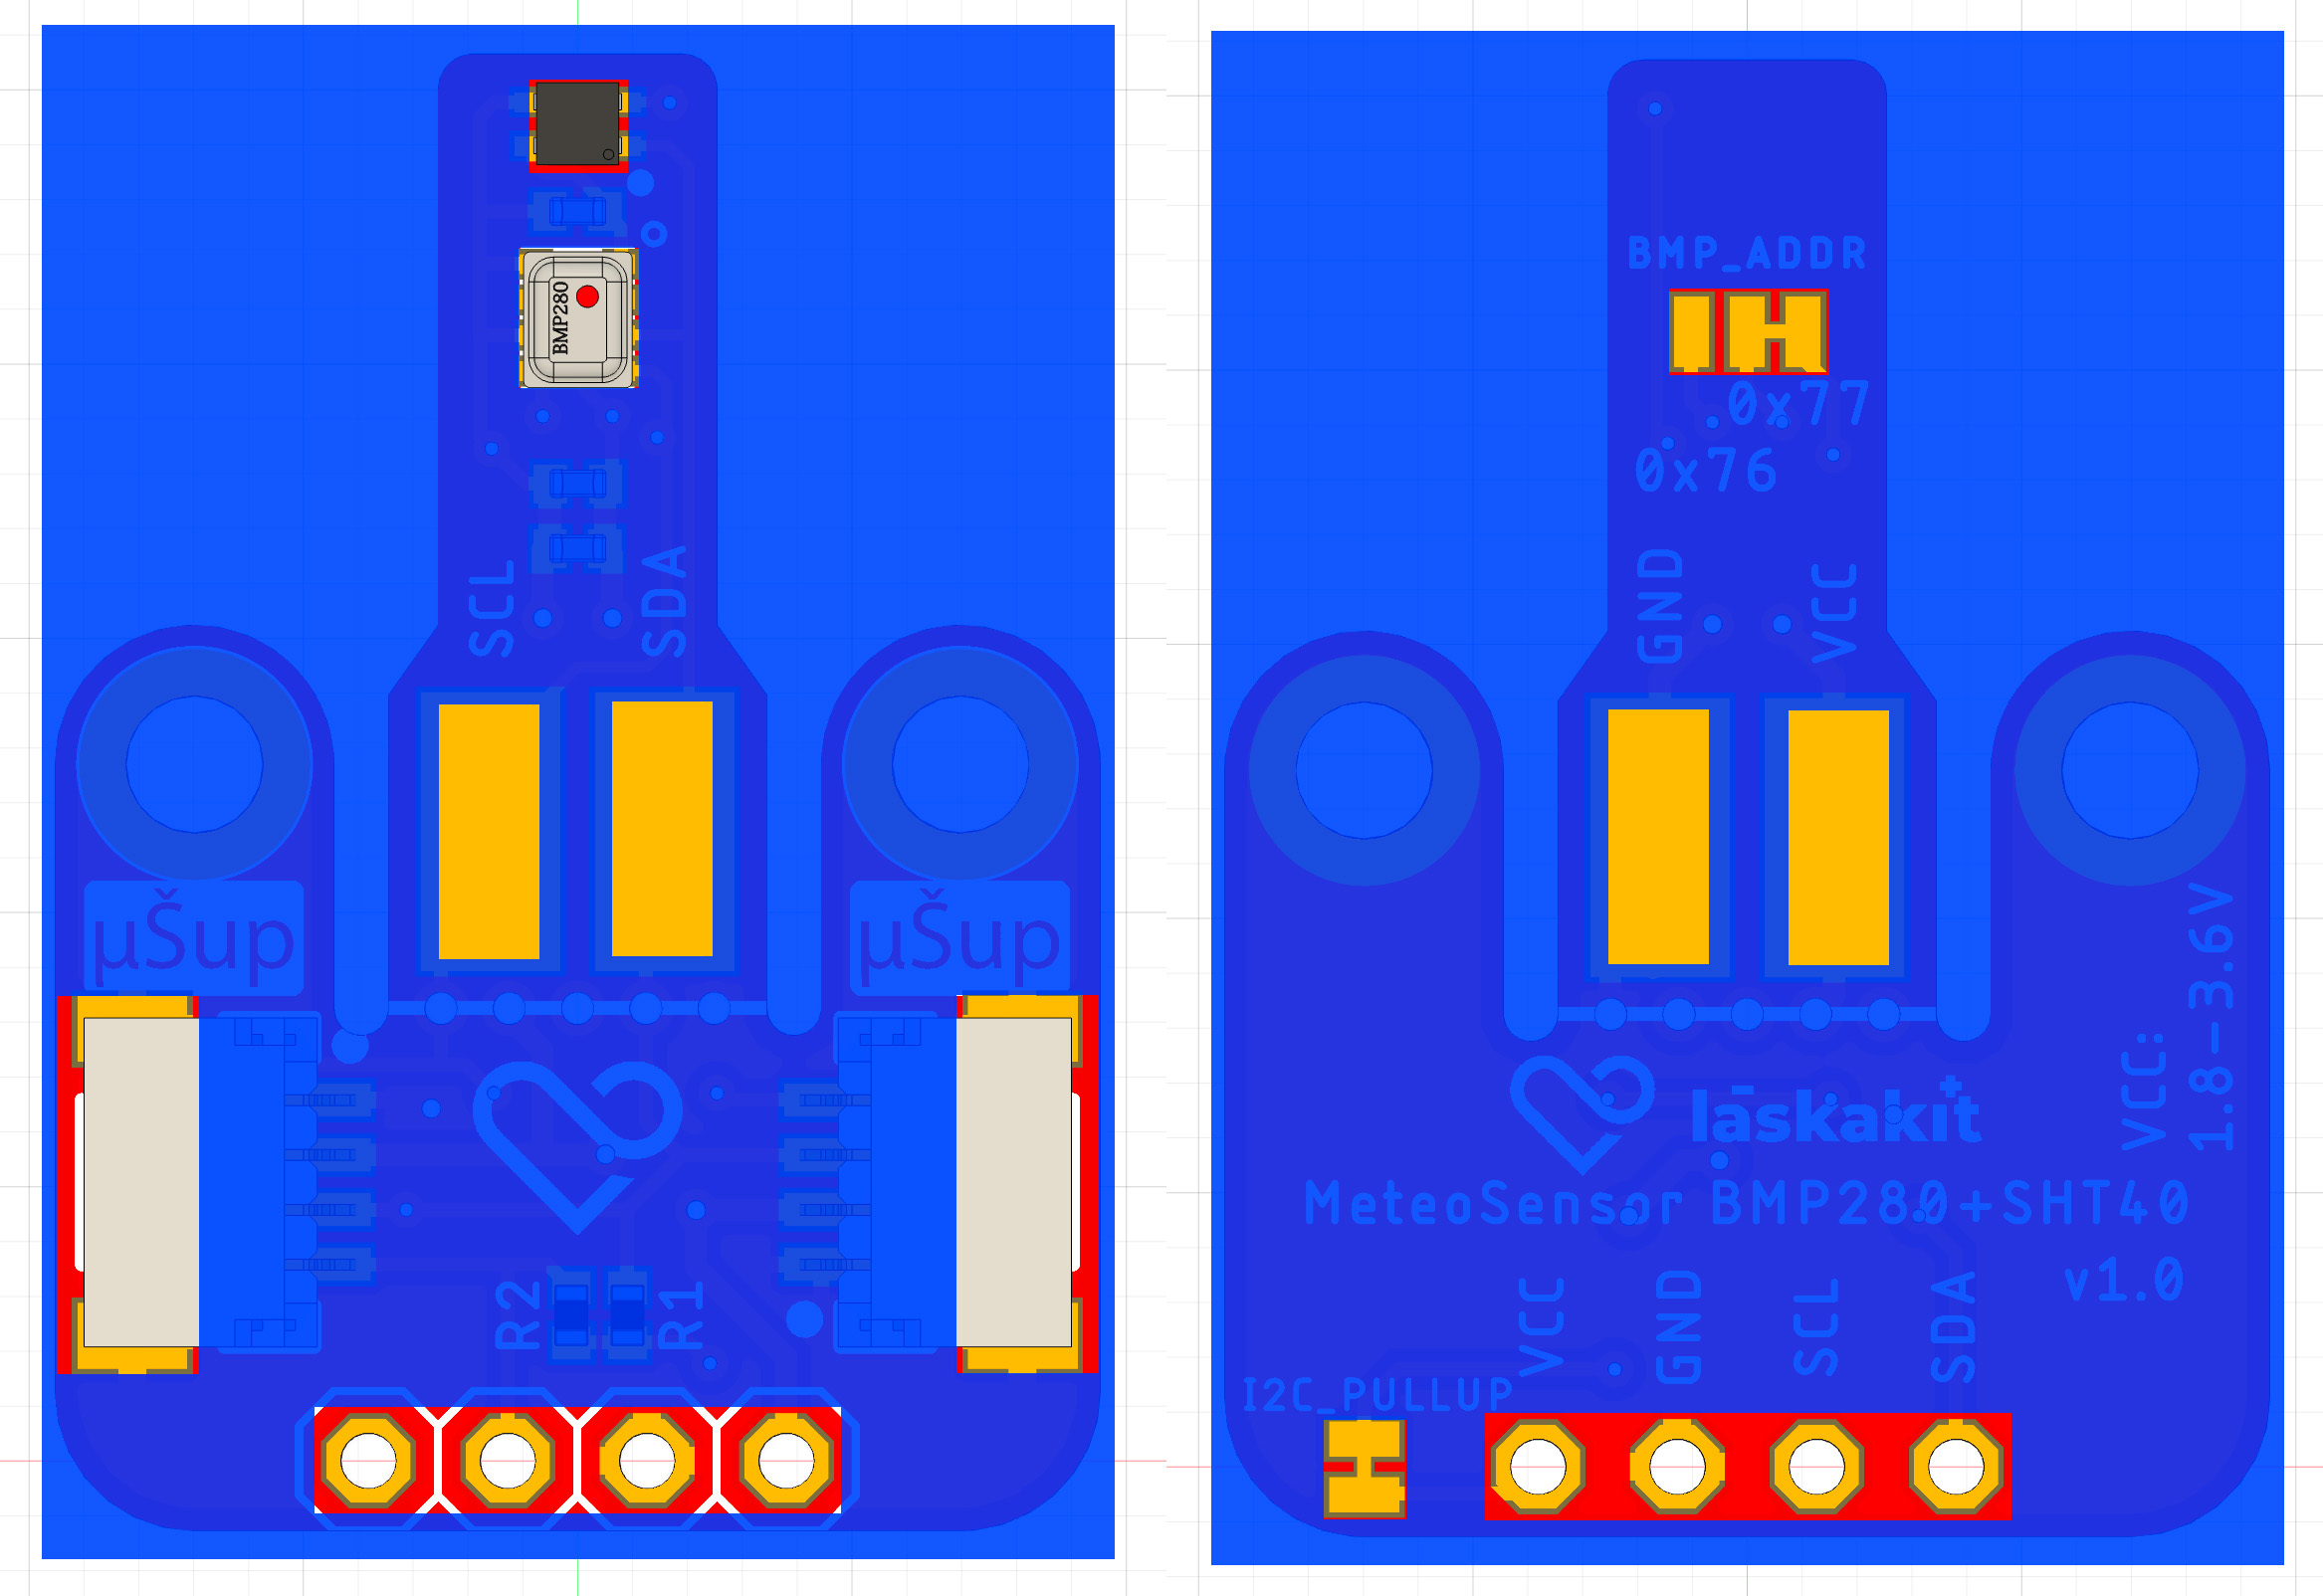 BMP280
SCL
SDA
µŠup
µŠup
R2
R1
BMP_ADDR
0x77
0x76
GND
VCC
VCC:
1.8-3.6V
láskakit
MeteoSensor BMP280+SHT40
v1.0
VCC
GND
SCL
SDA
I2C_PULLUP